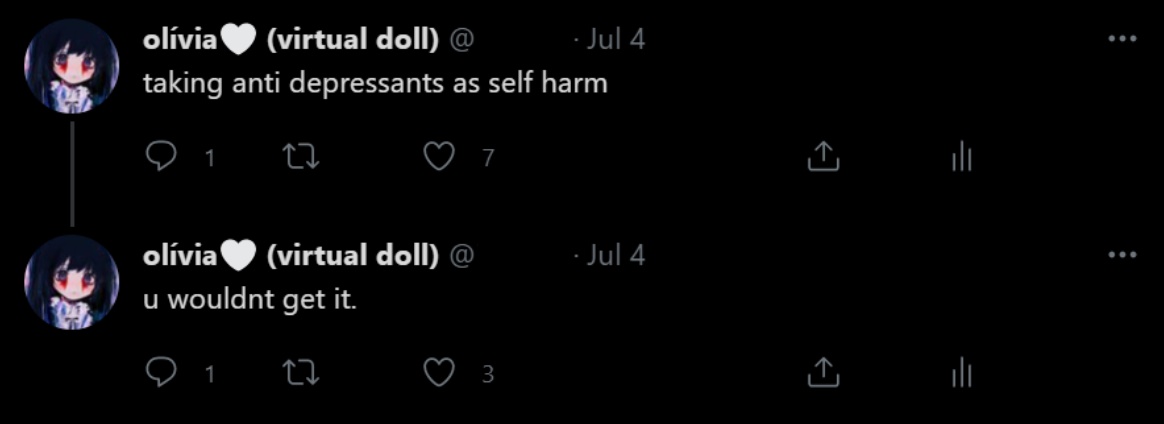 olívia🤍 (virtual doll) @ · Jul 4
taking anti depressants as self harm
1 7
olívia🤍 (virtual doll) @ · Jul 4
u wouldnt get it.
1 3